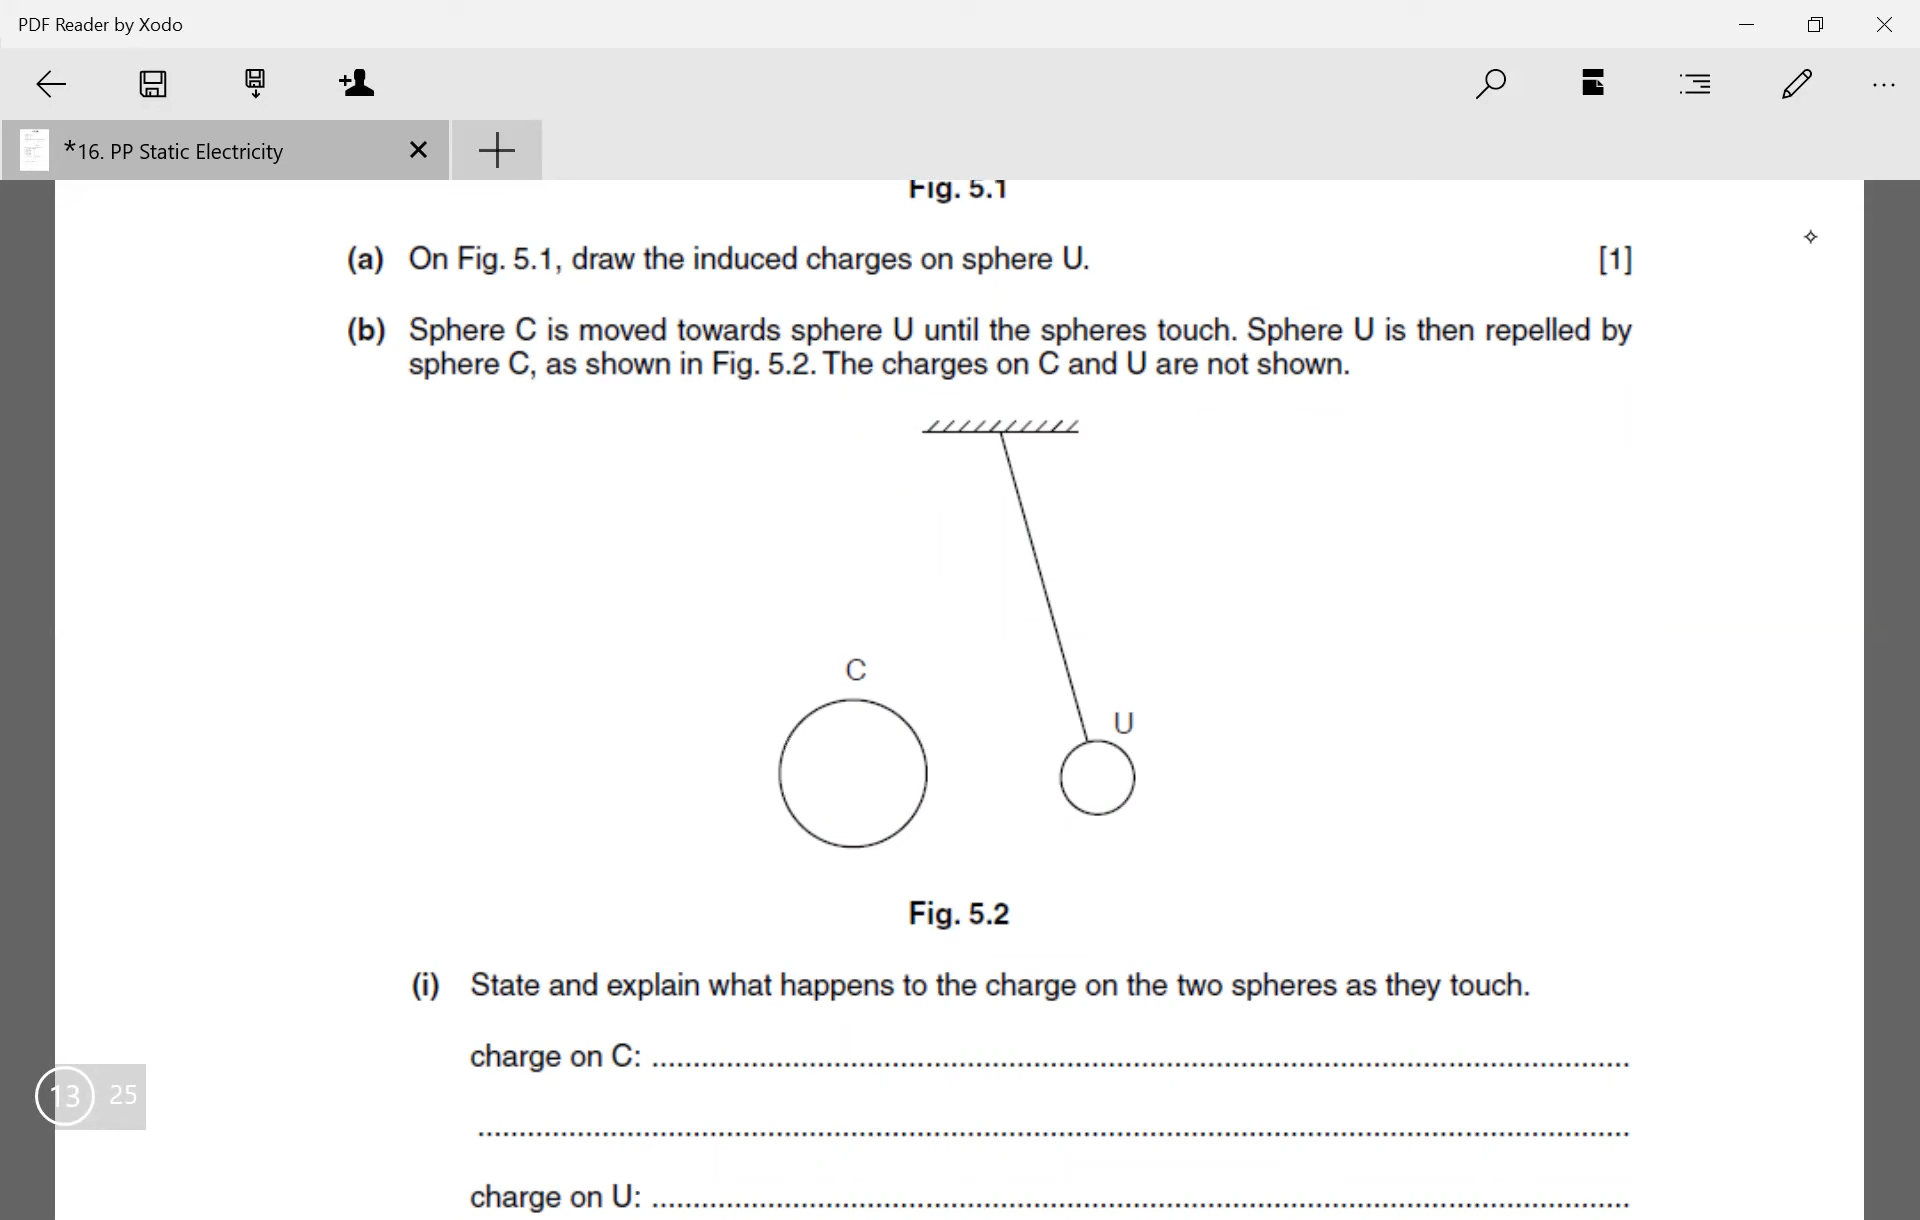 PDF Reader by Xodo
*16. PP Static Electricity
Fig. 5.1
(a) On Fig. 5.1, draw the induced charges on sphere U. [1]
(b) Sphere C is moved towards sphere U until the spheres touch. Sphere U is then repelled by
sphere C, as shown in Fig. 5.2. The charges on C and U are not shown.
C
U
Fig. 5.2
(i) State and explain what happens to the charge on the two spheres as they touch.
charge on C: ..........................................................................................
..........................................................................................
charge on U: ..........................................................................................
13 25